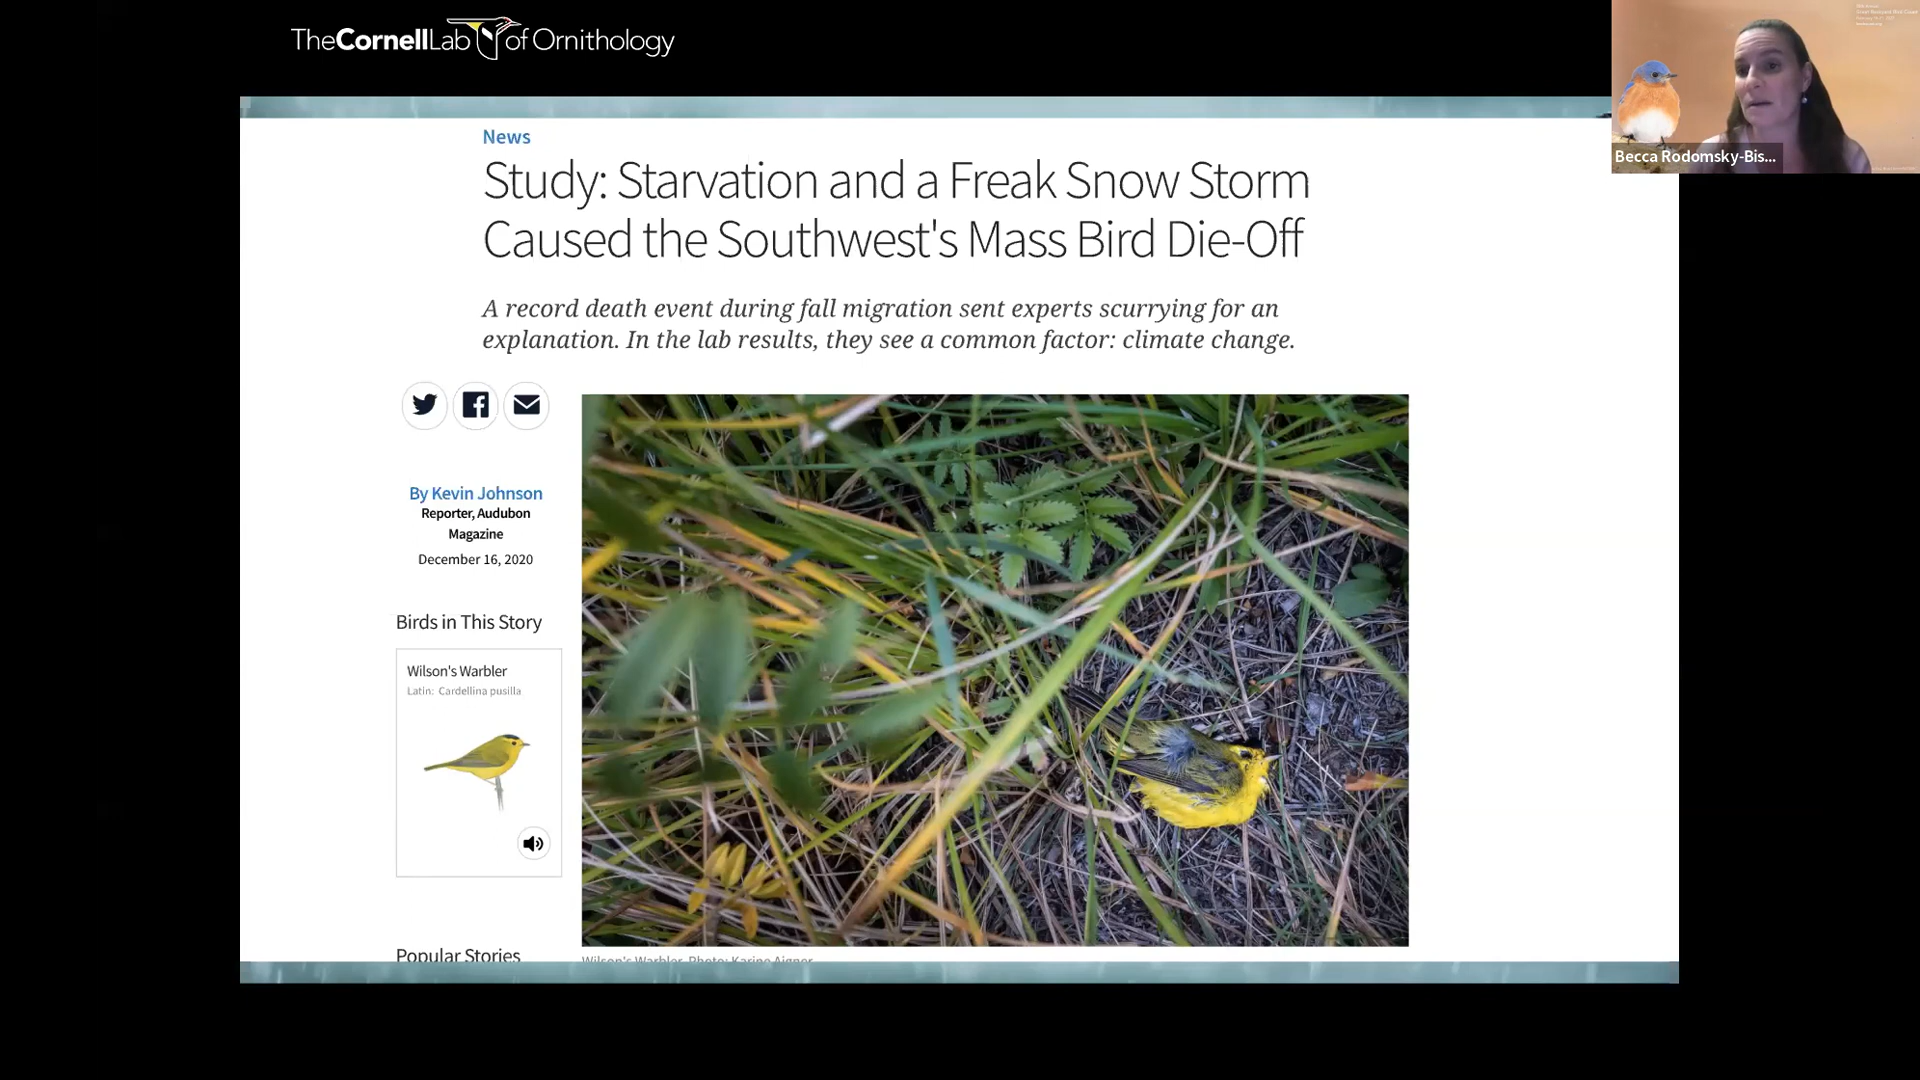 TheCornellLab of Ornithology
Becca Rodomsky-Bis...
News
Study: Starvation and a Freak Snow Storm
Caused the Southwest's Mass Bird Die-Off
A record death event during fall migration sent experts scurrying for an
explanation. In the lab results, they see a common factor: climate change.
By Kevin Johnson
Reporter, Audubon
Magazine
December 16, 2020
Birds in This Story
Wilson's Warbler
Latin: Cardellina pusilla
Popular Stories
Wilson's Warbler. Photo: Karine Aigner